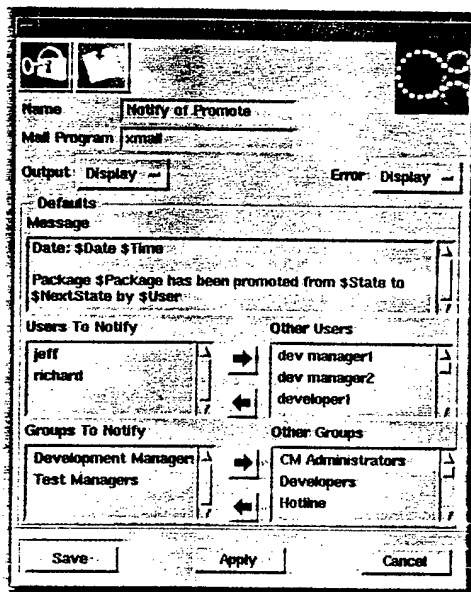 Name Notify of Promote
Mail Program xmail
Output: Display Error: Display
Defaults
Message
Date: $Date $Time
Package $Package has been promoted from $State to
$NextState by $User
Users To Notify Other Users
jeff dev manager1
richard dev manager2
developer1
Groups To Notify Other Groups
Development Manager CM Administrators
Test Managers Developers
Hotline
Save Apply Cancel